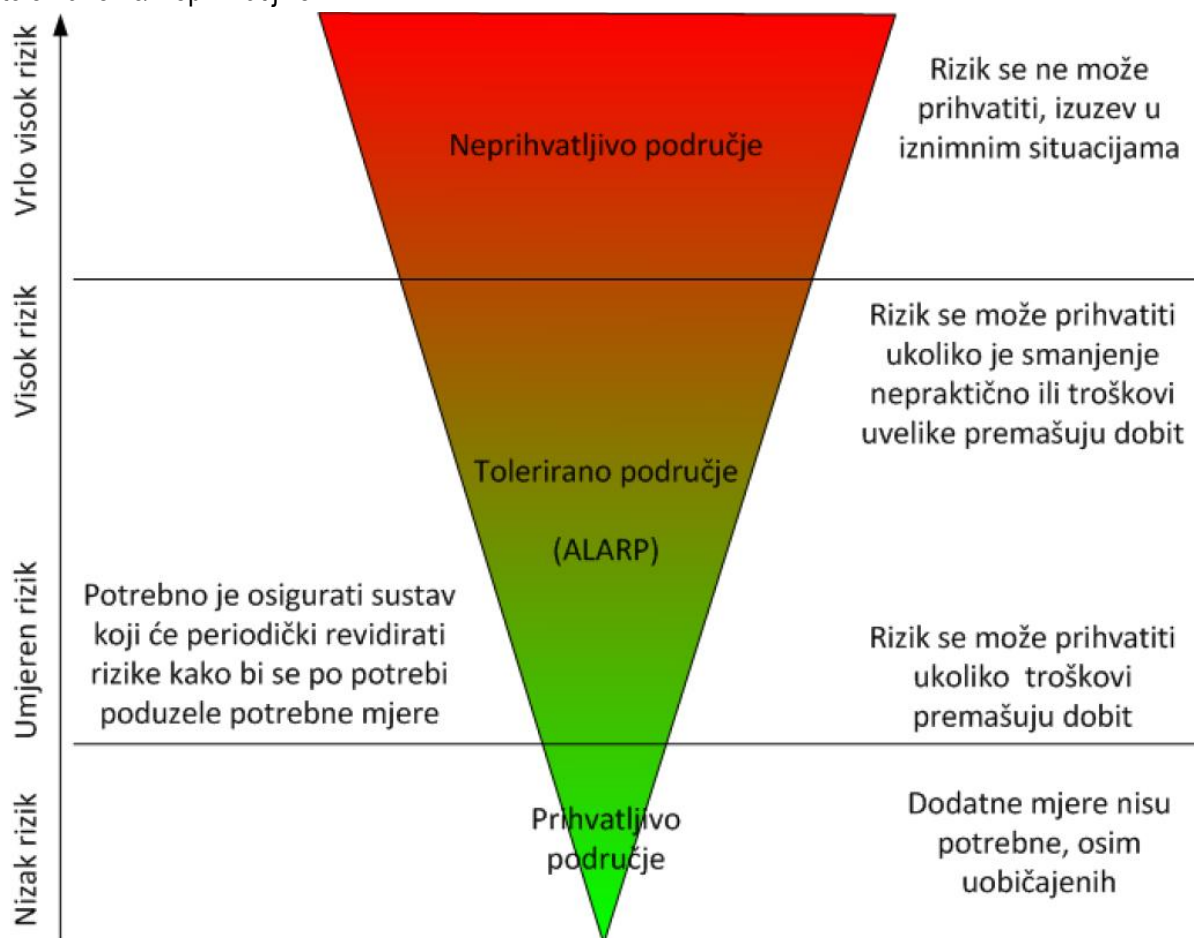 Vrlo visok rizik
Neprihvatljivo područje
Rizik se ne može
prihvatiti, izuzev u
iznimnim situacijama
Visok rizik
Rizik se može prihvatiti
ukoliko je smanjenje
nepraktično ili troškovi
uvelike premašuju dobit
Tolerirano područje
(ALARP)
Umjeren rizik
Potrebno je osigurati sustav
koji će periodički revidirati
rizike kako bi se po potrebi
poduzele potrebne mjere
Rizik se može prihvatiti
ukoliko troškovi
premašuju dobit
Nizak rizik
Prihvatljivo
područje
Dodatne mjere nisu
potrebne, osim
uobičajenih